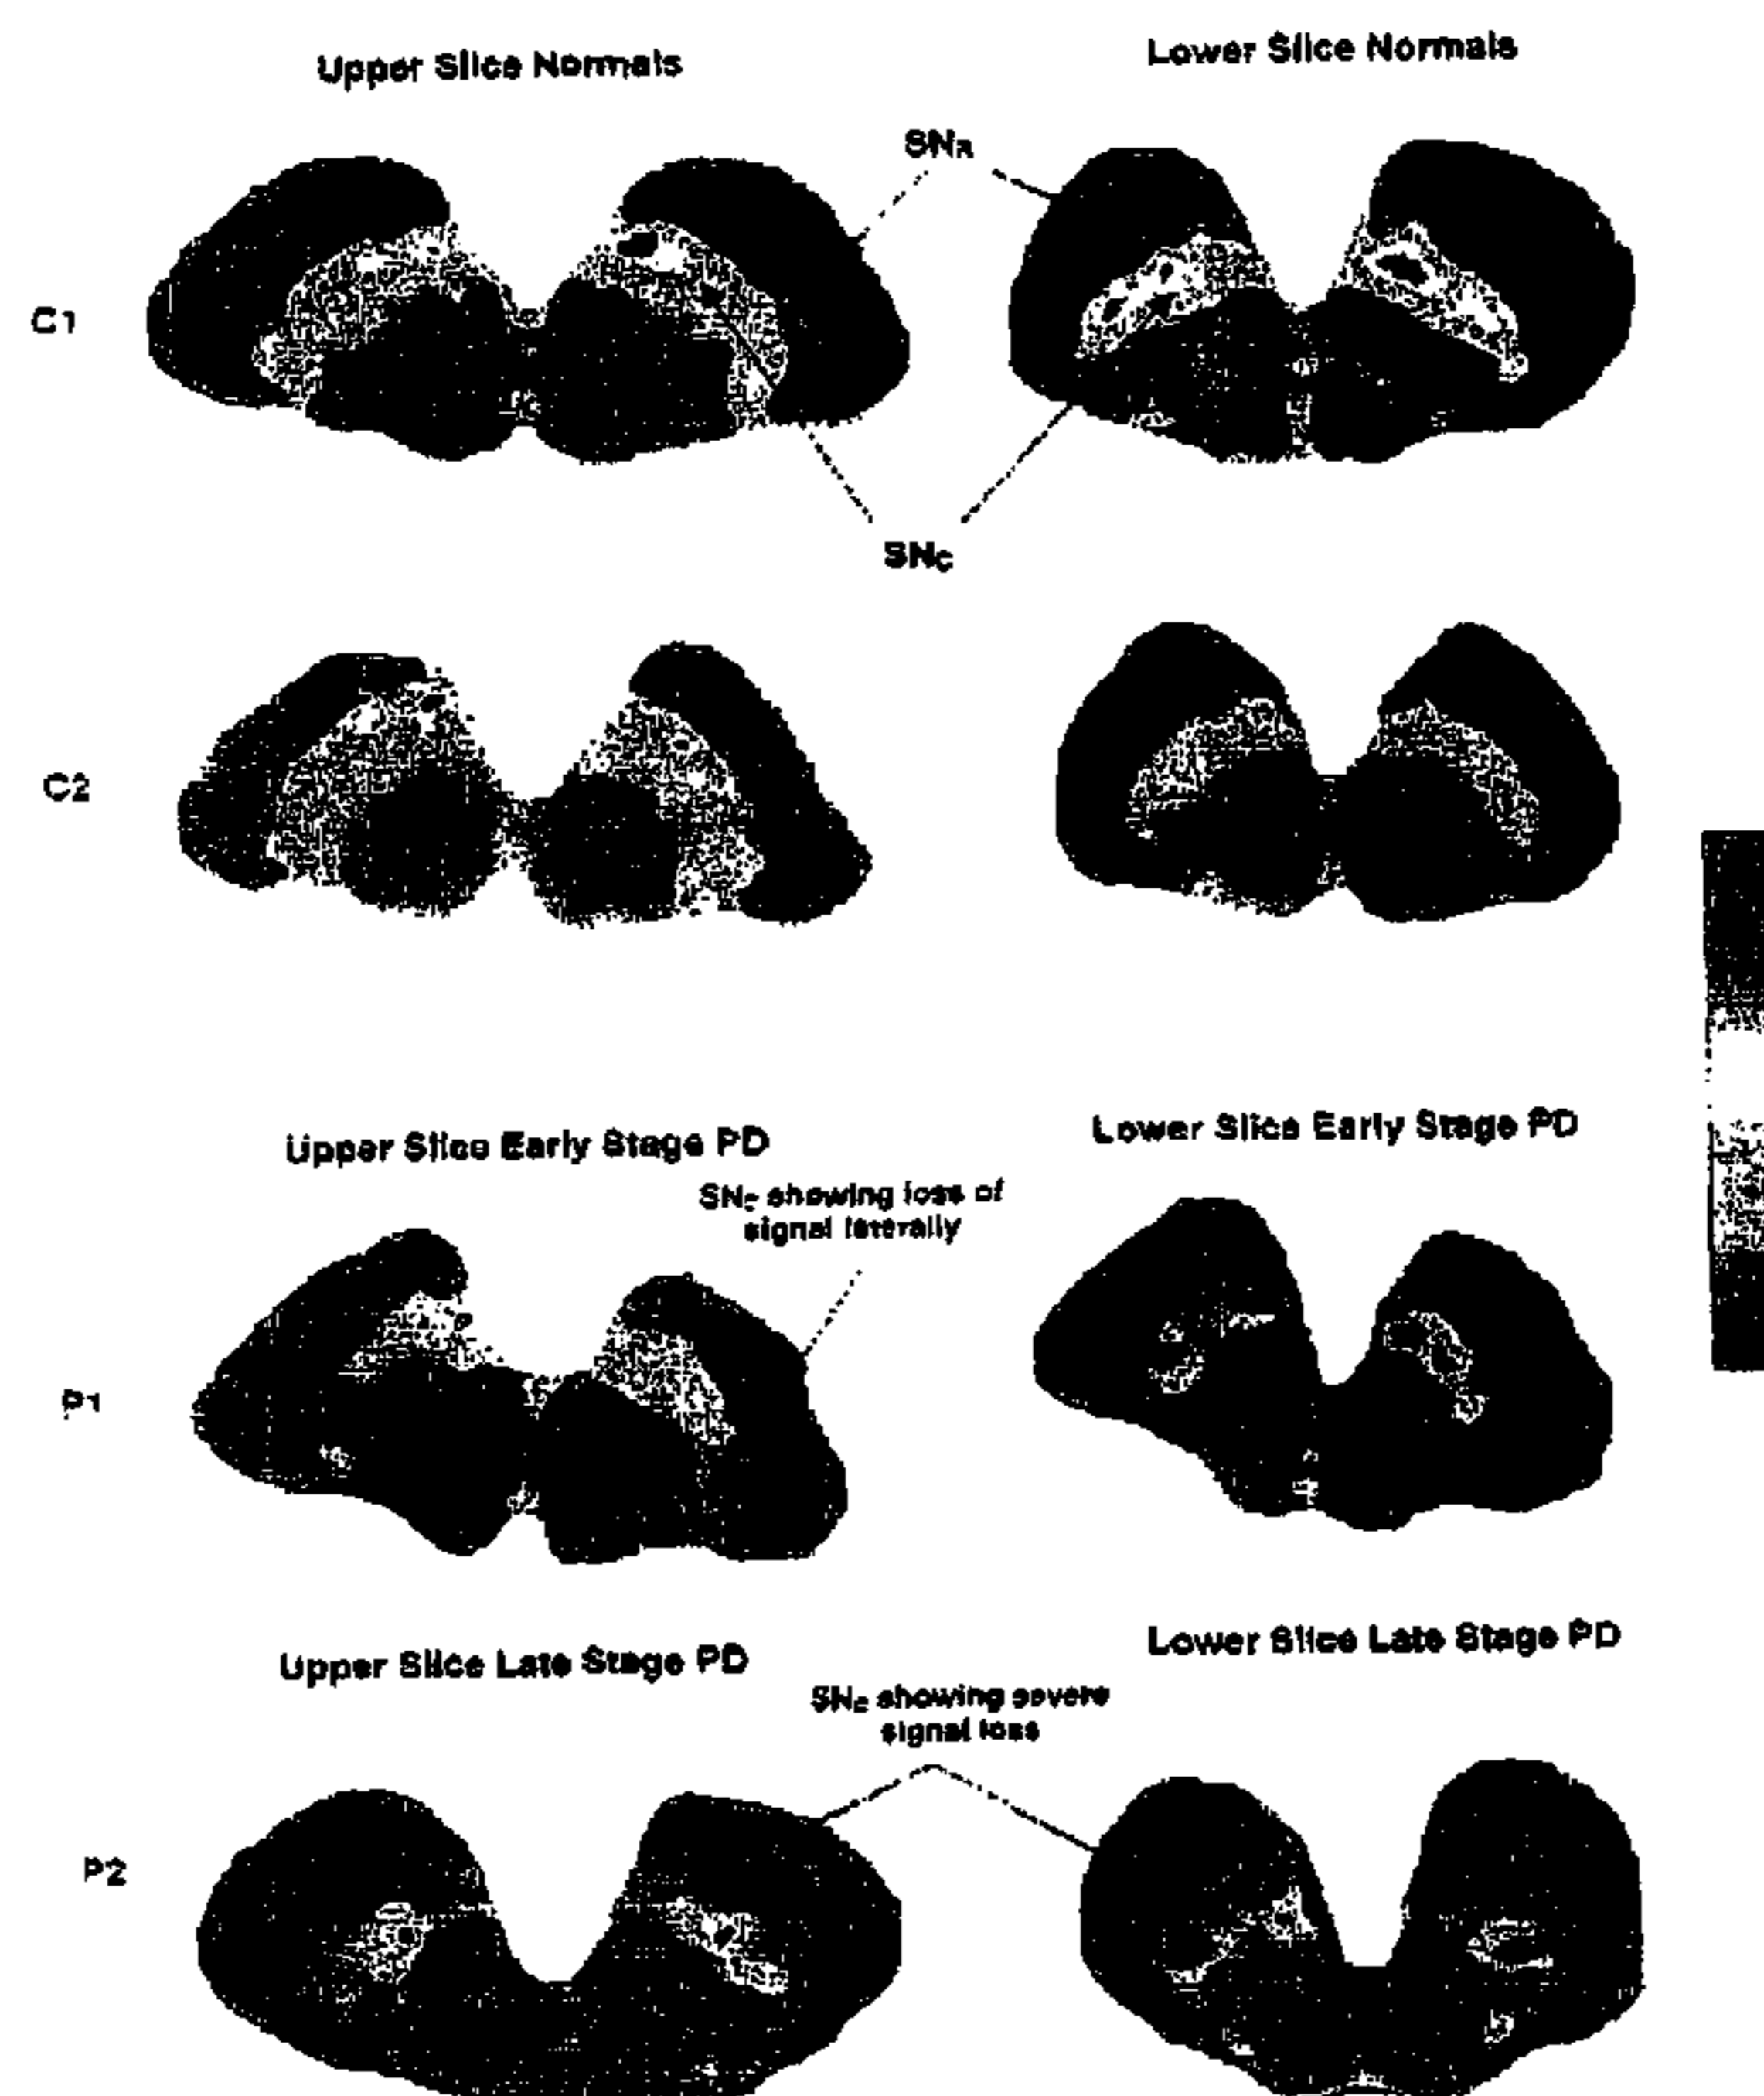 Upper Slice Normals
Lower Slice Normals
SNR
C1
SNC
C2
Upper Slice Early Stage PD
Lower Slice Early Stage PD
SNC showing loss of
signal laterally
P1
Upper Slice Late Stage PD
Lower Slice Late Stage PD
SNC showing severe
signal loss
P2